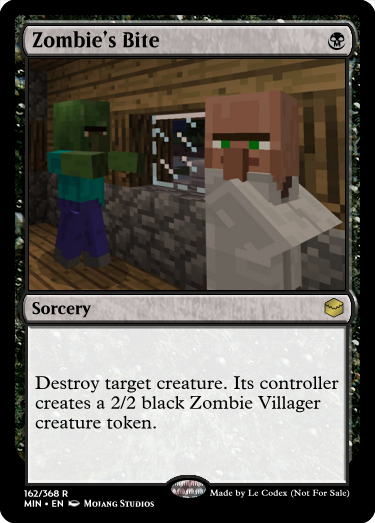 Zombie's Bite
Sorcery
Destroy target creature. Its controller
creates a 2/2 black Zombie Villager
creature token.
162/368 R
MIN • EN Mojang Studios
Made by Le Codex (Not For Sale)